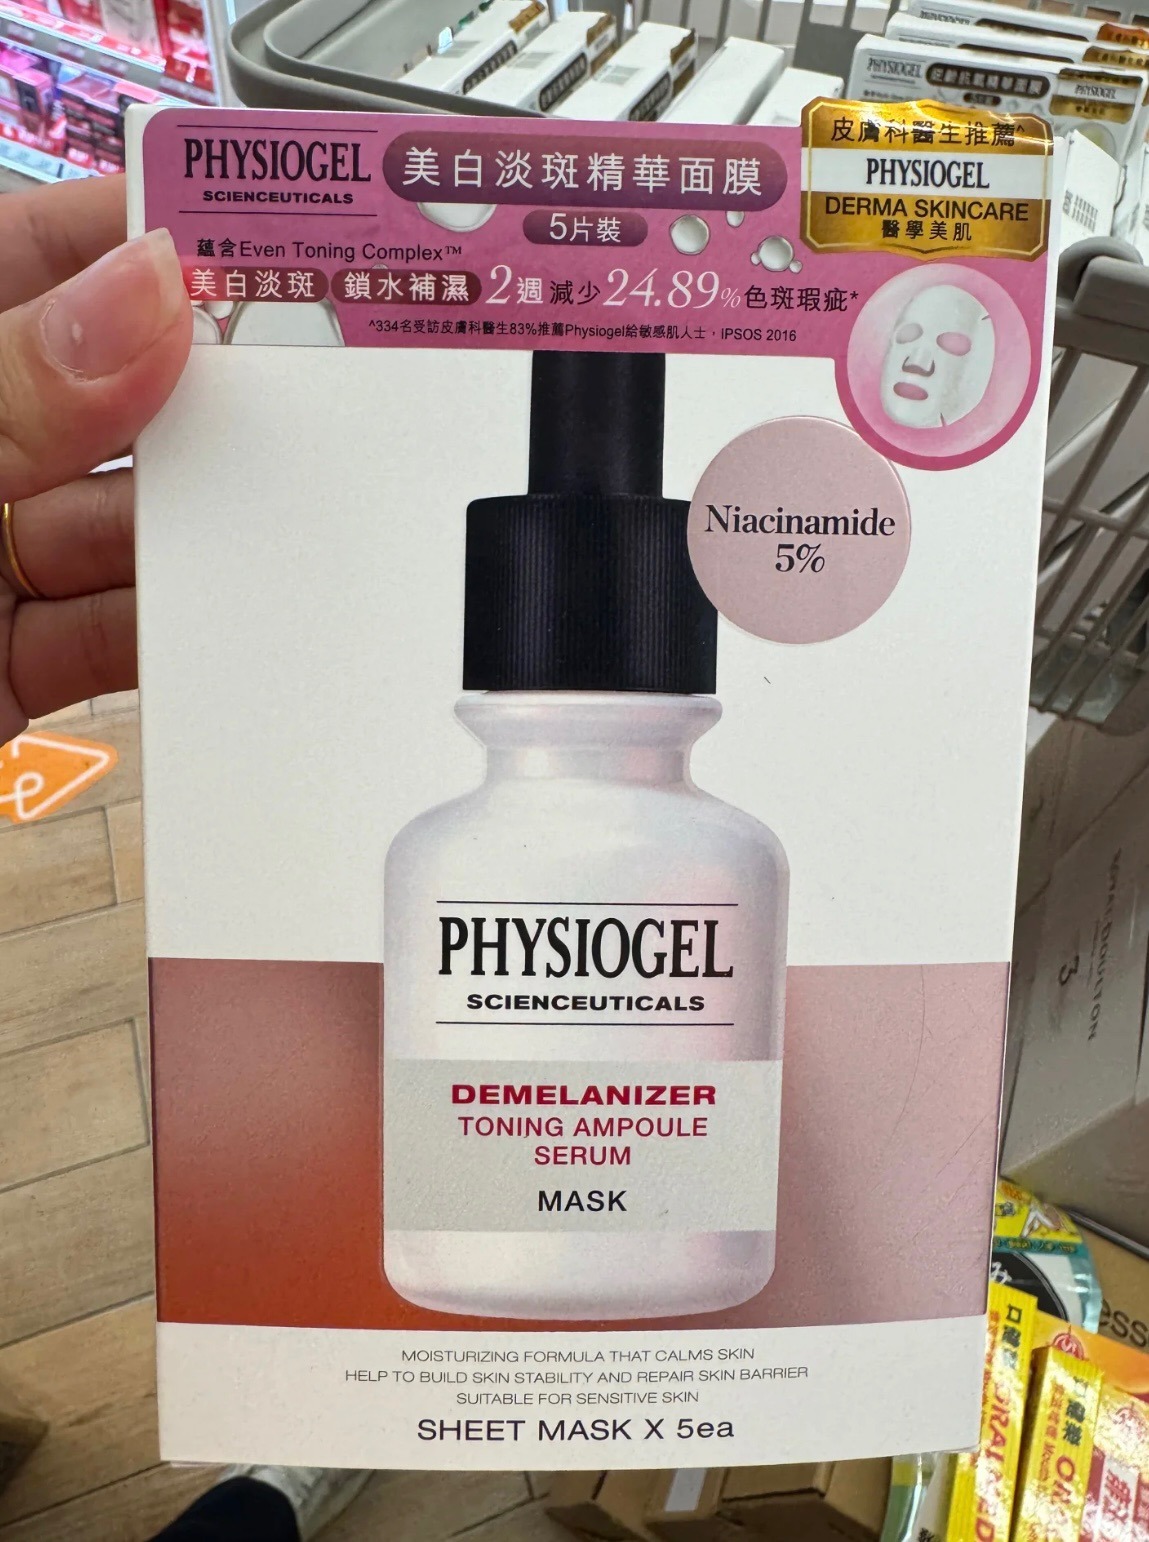 PHYSIOGEL
SCIENCEUTICALS
美白淡斑精華面膜
5片裝
蘊含Even Toning Complex™
美白淡斑 鎖水補濕 2週減少24.89%色斑瑕疵*
^334名受訪皮膚科醫生83%推薦Physiogel給敏感肌人士，IPSOS 2016
皮膚科醫生推薦^
PHYSIOGEL
DERMA SKINCARE
醫學美肌
Niacinamide
5%
PHYSIOGEL
SCIENCEUTICALS
DEMELANIZER
TONING AMPOULE
SERUM
MASK
MOISTURIZING FORMULA THAT CALMS SKIN
HELP TO BUILD SKIN STABILITY AND REPAIR SKIN BARRIER
SUITABLE FOR SENSITIVE SKIN
SHEET MASK X 5ea
PHYSIOGEL
PHYSIOGEL